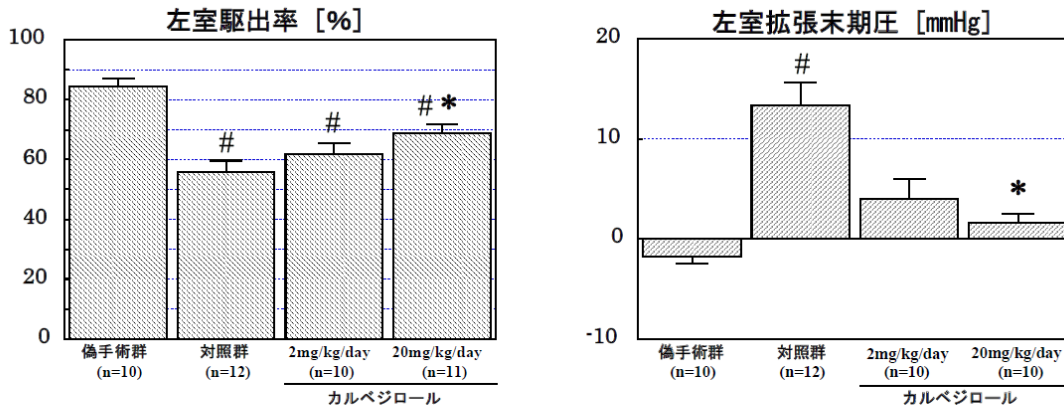 左室駆出率 [%]
100
80
60
40
20
0
#
#
# *
偽手術群
(n=10)
対照群
(n=12)
2mg/kg/day
(n=10)
20mg/kg/day
(n=11)
カルベジロール
左室拡張末期圧 [mmHg]
20
10
0
-10
#
*
偽手術群
(n=10)
対照群
(n=12)
2mg/kg/day
(n=10)
20mg/kg/day
(n=10)
カルベジロール